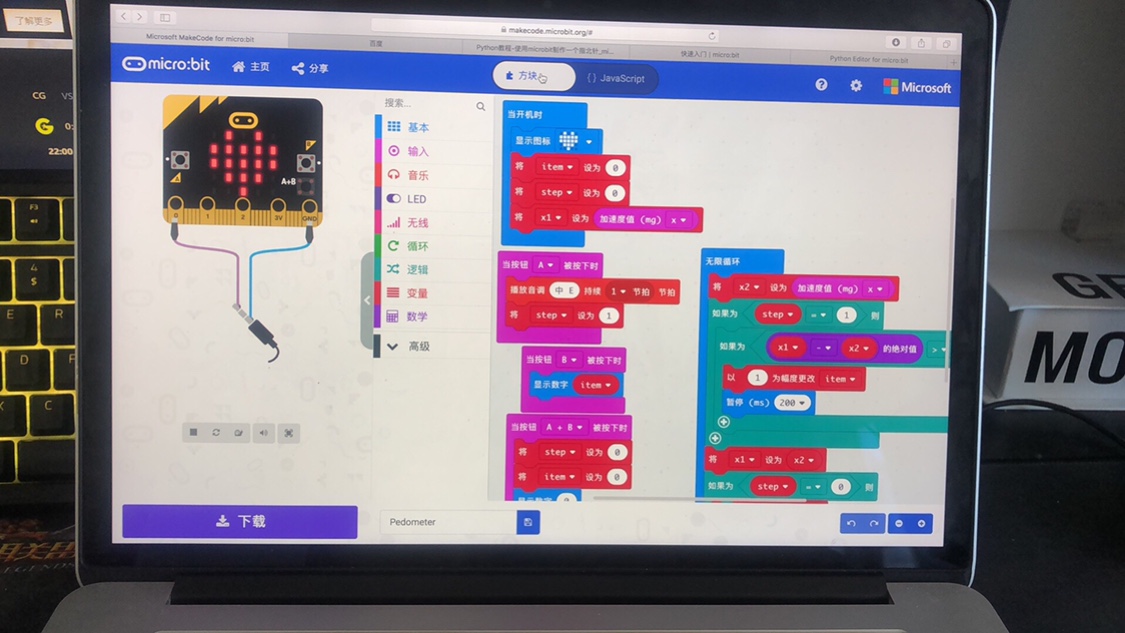 了解更多
CG VS
22:00
F3
4
$
E R
D F
C
makecode.microbit.org/#
Microsoft MakeCode for micro:bit
百度
Python教程-使用microbit制作一个指北针_mi...
快速入门 | micro:bit
Python Editor for micro:bit
micro:bit
主页
分享
方块
{} JavaScript
Microsoft
A
B
A+B
0 1 2 3V GND
下载
搜索...
基本
输入
音乐
LED
无线
循环
逻辑
变量
数学
高级
当开机时
显示图标
将 item 设为 0
将 step 设为 0
将 x1 设为 加速度值 (mg) x
当按钮 A 被按下时
播放音调 中 E 持续 1 节拍 节拍
将 step 设为 1
当按钮 B 被按下时
显示数字 item
当按钮 A + B 被按下时
将 step 设为 0
将 item 设为 0
显示数字 0
无限循环
将 x2 设为 加速度值 (mg) x
如果为 step = 1 则
如果为 x1 - x2 的绝对值 >
以 1 为幅度更改 item
暂停 (ms) 200
将 x1 设为 x2
如果为 step = 0 则
Pedometer
MO